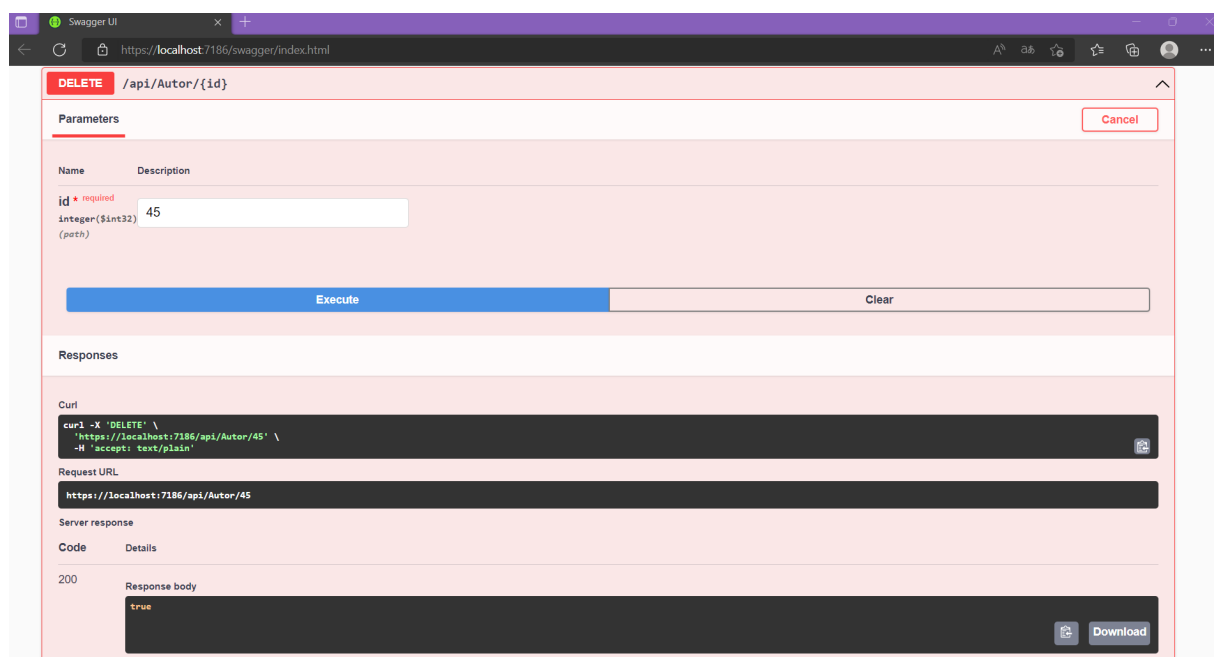 Swagger UI
https://localhost:7186/swagger/index.html
DELETE /api/Autor/{id}
Parameters Cancel
Name Description
id * required
integer($int32) 45
(path)
Execute Clear
Responses
Curl
curl -X 'DELETE' \
'https://localhost:7186/api/Autor/45' \
-H 'accept: text/plain'
Request URL
https://localhost:7186/api/Autor/45
Server response
Code Details
200
Response body
true
Download